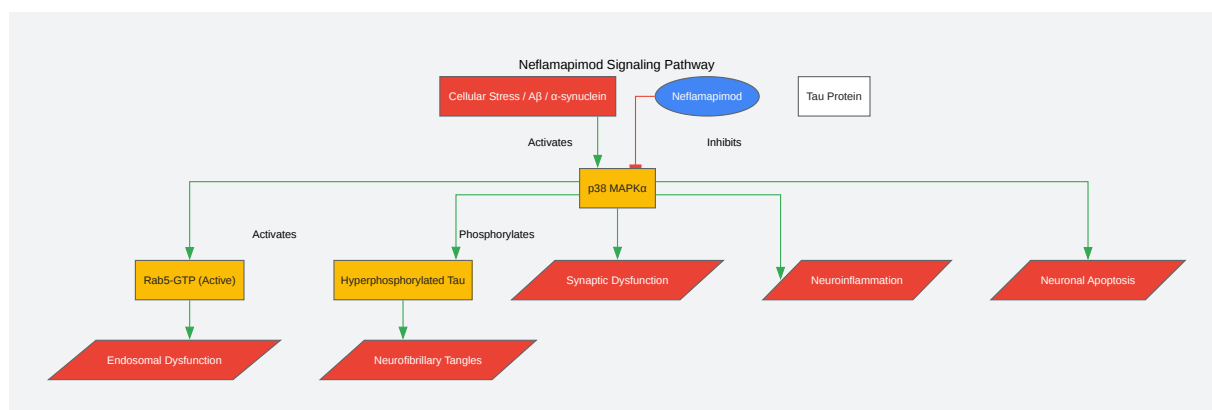 Neflamapimod Signaling Pathway
Cellular Stress / Aβ / α-synuclein
Neflamapimod
Tau Protein
Activates
Inhibits
p38 MAPKα
Activates
Phosphorylates
Rab5-GTP (Active)
Hyperphosphorylated Tau
Synaptic Dysfunction
Neuroinflammation
Neuronal Apoptosis
Endosomal Dysfunction
Neurofibrillary Tangles